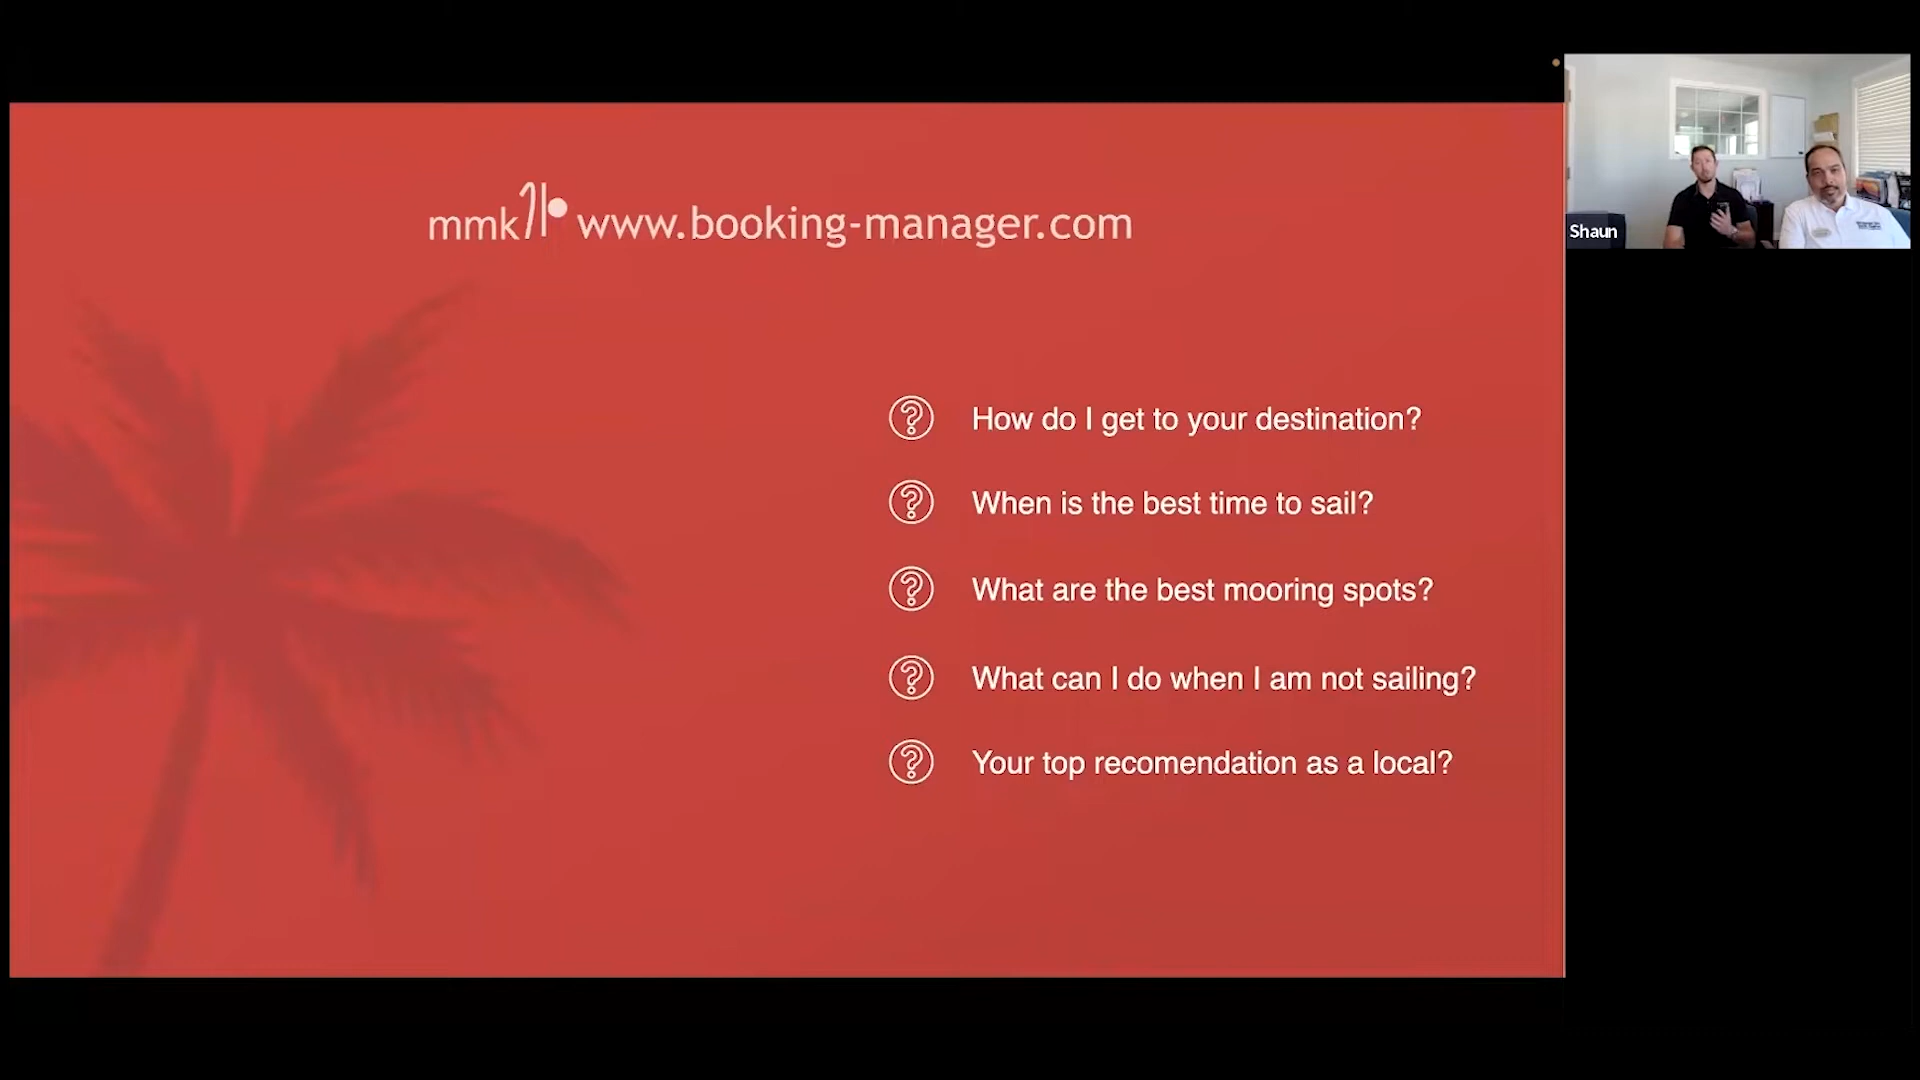 mmk www.booking-manager.com
Shaun
How do I get to your destination?
When is the best time to sail?
What are the best mooring spots?
What can I do when I am not sailing?
Your top recomendation as a local?